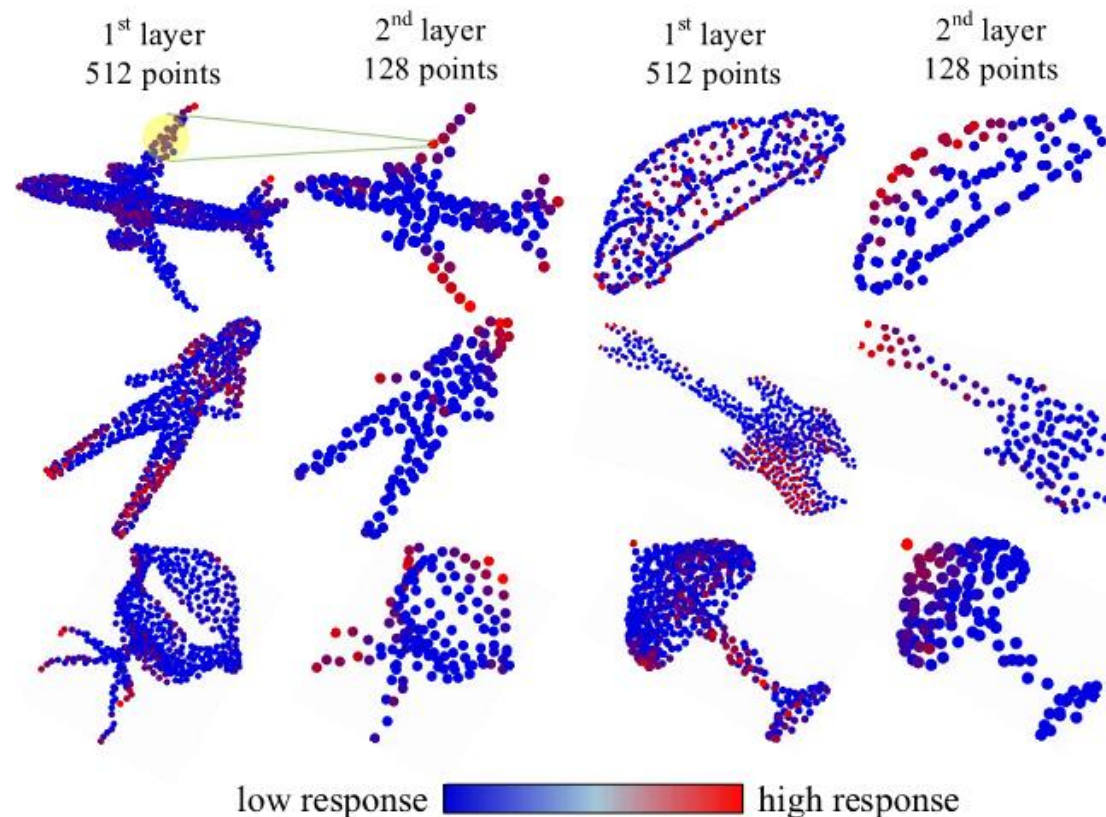 1st layer
512 points
2nd layer
128 points
1st layer
512 points
2nd layer
128 points
low response
high response